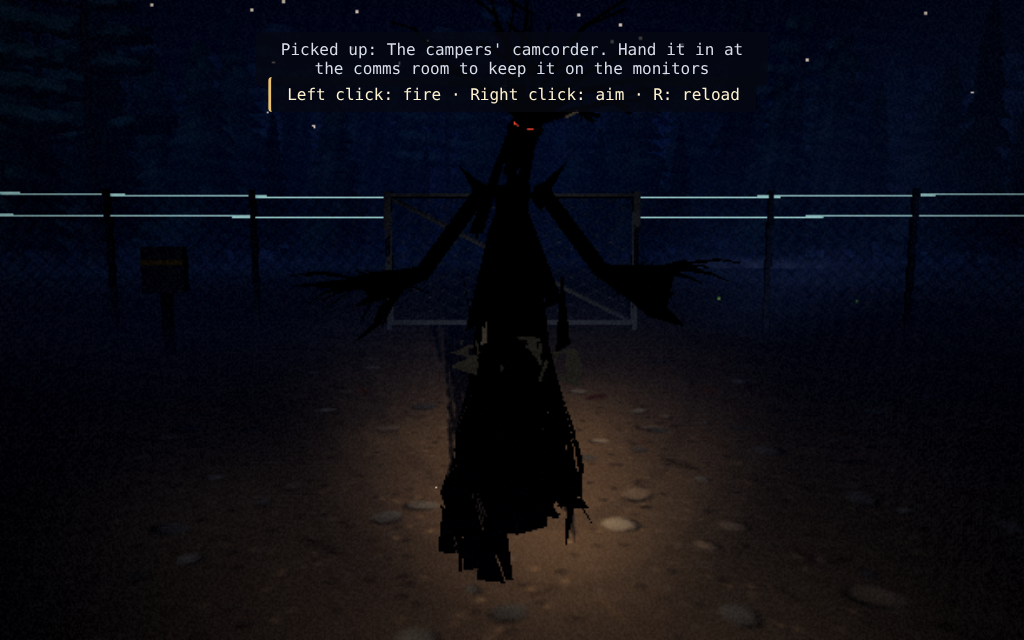 Picked up: The campers' camcorder. Hand it in at
the comms room to keep it on the monitors
Left click: fire · Right click: aim · R: reload